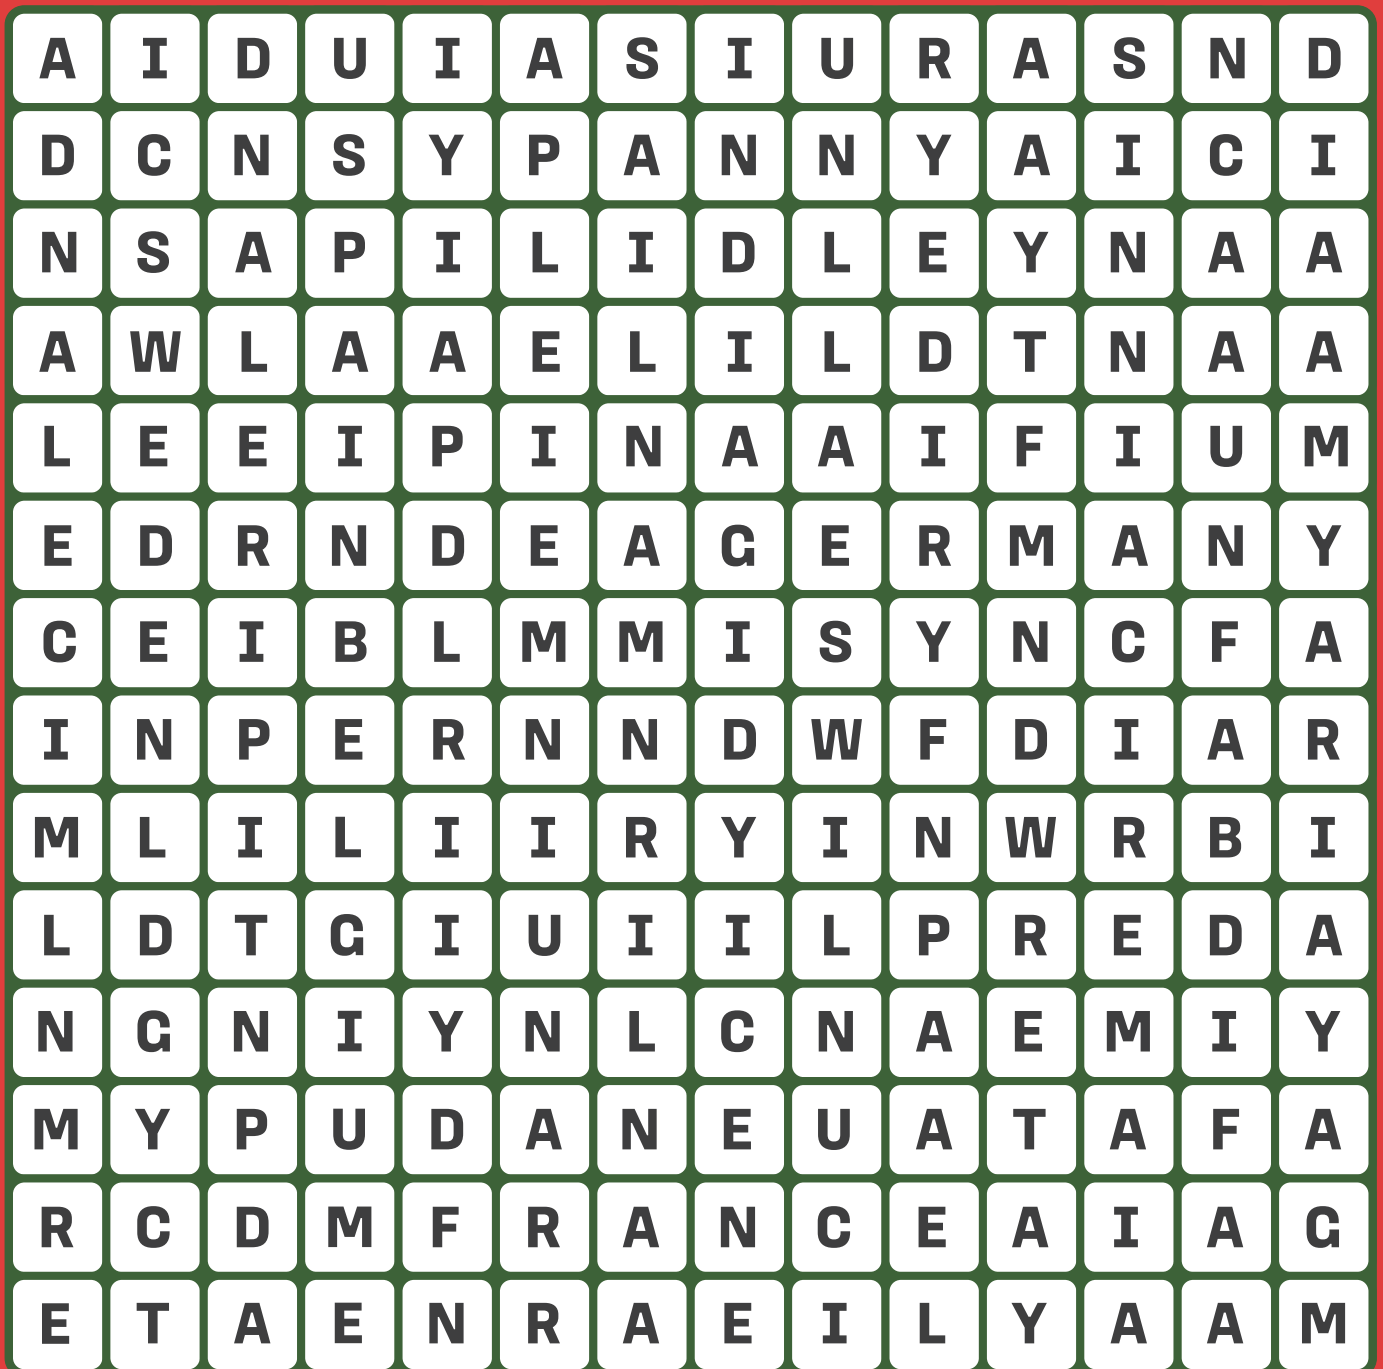 A I D U I A S I U R A S N D
D C N S Y P A N N Y A I C I
N S A P I L I D L E Y N A A
A W L A A E L I L D T N A A
L E E I P I N A A I F I U M
E D R N D E A G E R M A N Y
C E I B L M M I S Y N C F A
I N P E R N N D W F D I A R
M L I L I I R Y I N W R B I
L D T G I U I I L P R E D A
N G N I Y N L C N A E M I Y
M Y P U D A N E U A T A F A
R C D M F R A N C E A I A G
E T A E N R A E I L Y A A M